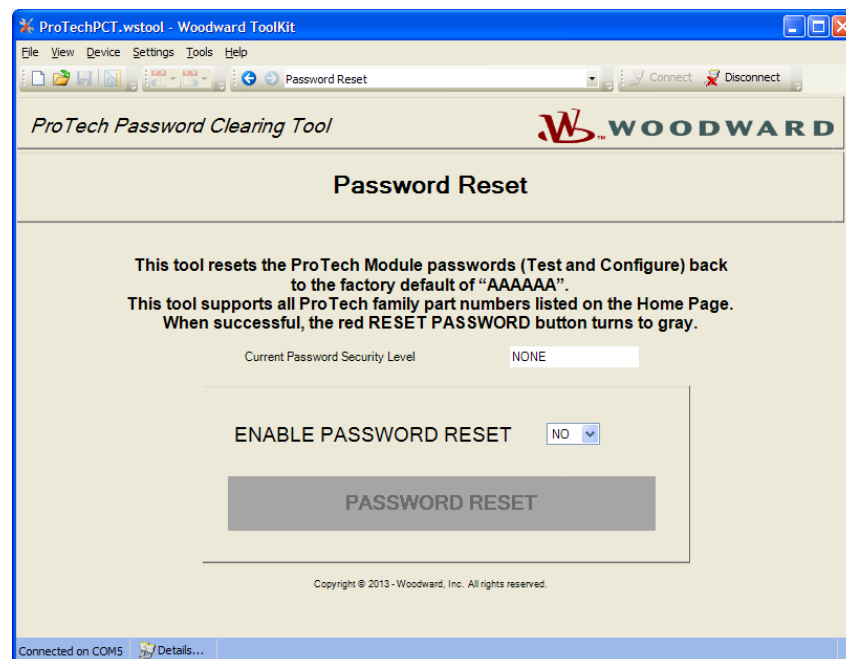 ProTechPCT.wstool - Woodward ToolKit
File View Device Settings Tools Help
Password Reset Connect Disconnect
ProTech Password Clearing Tool
W™ WOODWARD
Password Reset
This tool resets the ProTech Module passwords (Test and Configure) back
to the factory default of “AAAAAA”.
This tool supports all ProTech family part numbers listed on the Home Page.
When successful, the red RESET PASSWORD button turns to gray.
Current Password Security Level NONE
ENABLE PASSWORD RESET NO
PASSWORD RESET
Copyright © 2013 - Woodward, Inc. All rights reserved.
Connected on COM5 Details...